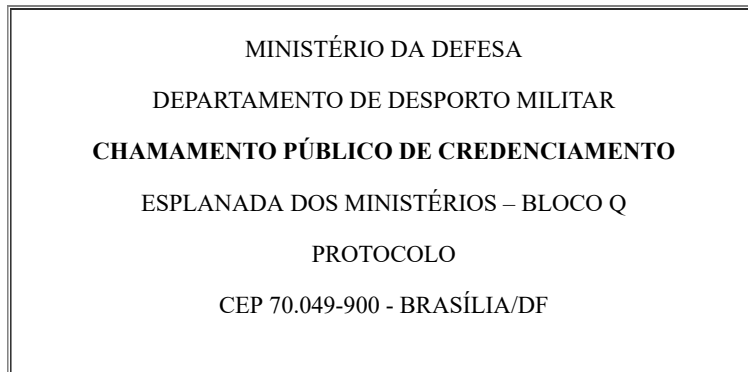 MINISTÉRIO DA DEFESA
DEPARTAMENTO DE DESPORTO MILITAR
CHAMAMENTO PÚBLICO DE CREDENCIAMENTO
ESPLANADA DOS MINISTÉRIOS – BLOCO Q
PROTOCOLO
CEP 70.049-900 - BRASÍLIA/DF